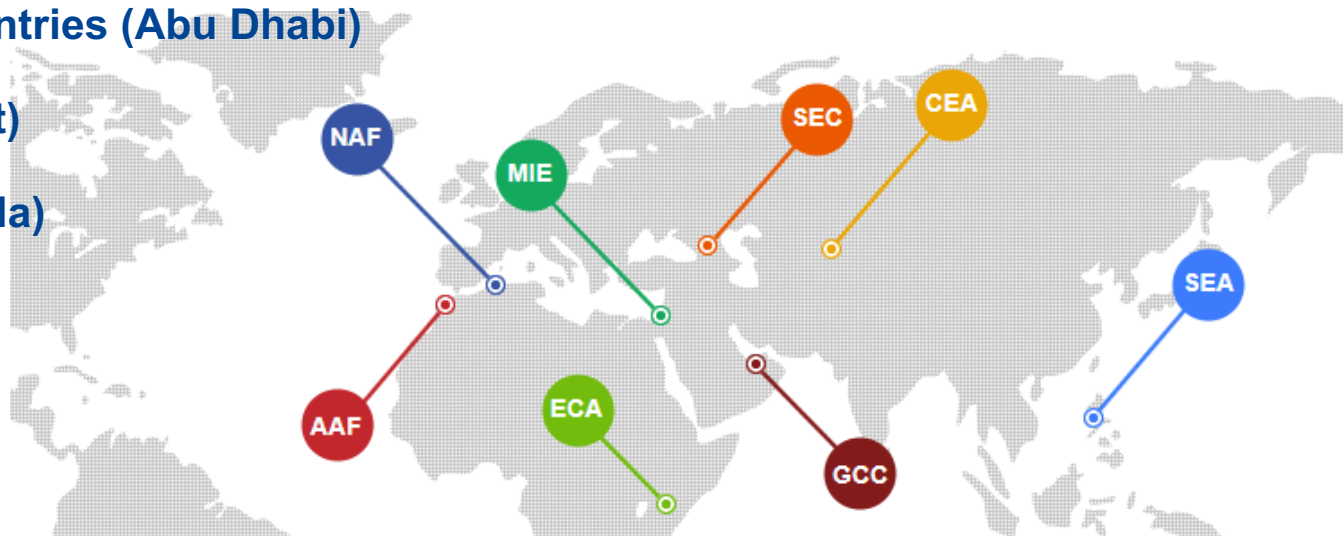 ntries (Abu Dhabi)
t)
la)
NAF
MIE
SEC
CEA
SEA
AAF
ECA
GCC